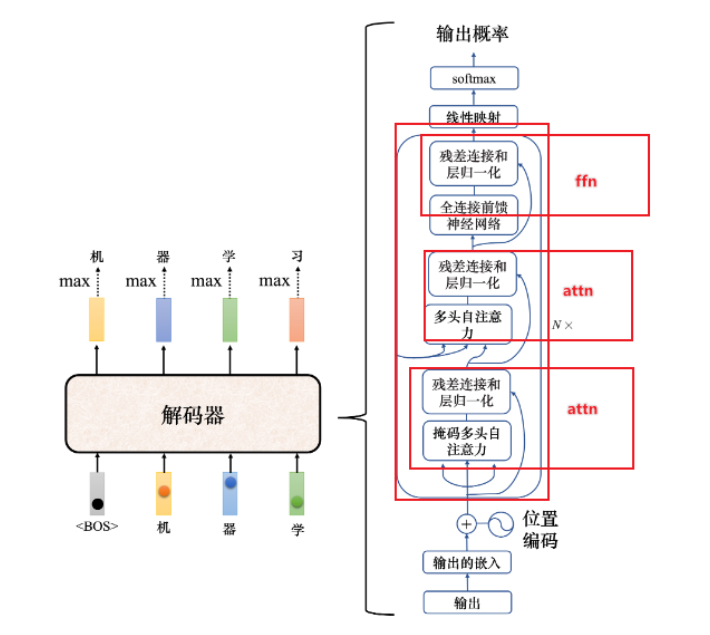 机 器 学 习
max max max max
解码器
<BOS> 机 器 学
输出概率
softmax
线性映射
残差连接和
层归一化
ffn
全连接前馈
神经网络
残差连接和
层归一化
attn
多头自注意
力
N×
残差连接和
层归一化
attn
掩码多头自
注意力
+
位置
编码
输出的嵌入
输出